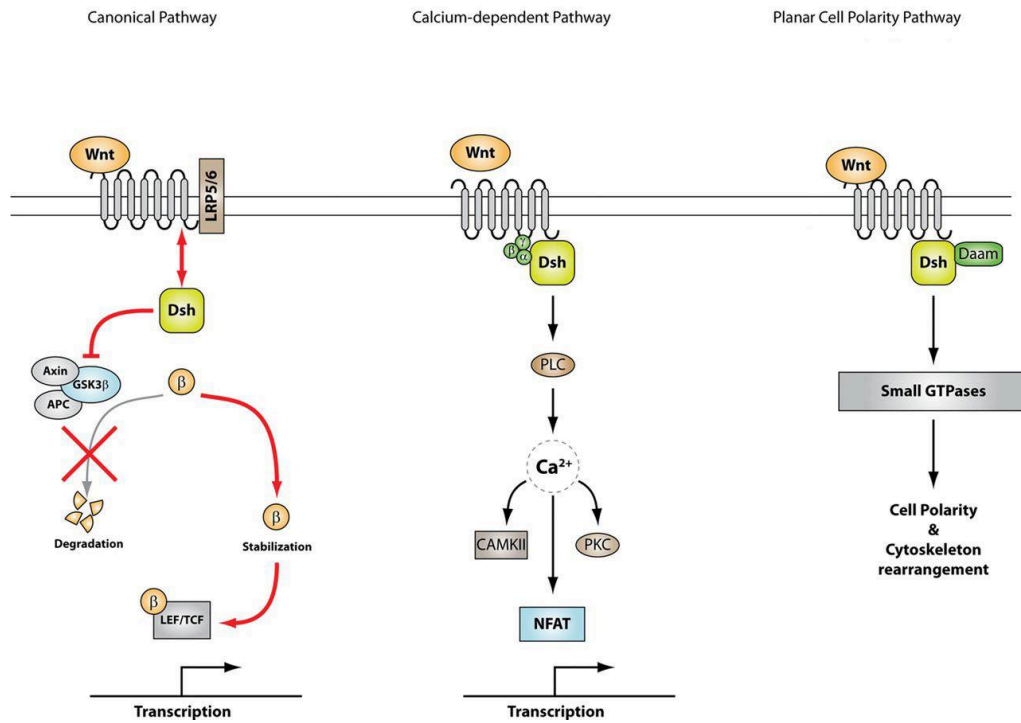 Canonical Pathway
Calcium-dependent Pathway
Planar Cell Polarity Pathway
Wnt
LRP5/6
Dsh
Axin
GSK3β
APC
β
Degradation
β
Stabilization
β
LEF/TCF
Transcription
Wnt
β
γ
α
Dsh
PLC
Ca²⁺
CAMKII
PKC
NFAT
Transcription
Wnt
Dsh
Daam
Small GTPases
Cell Polarity
&
Cytoskeleton
rearrangement